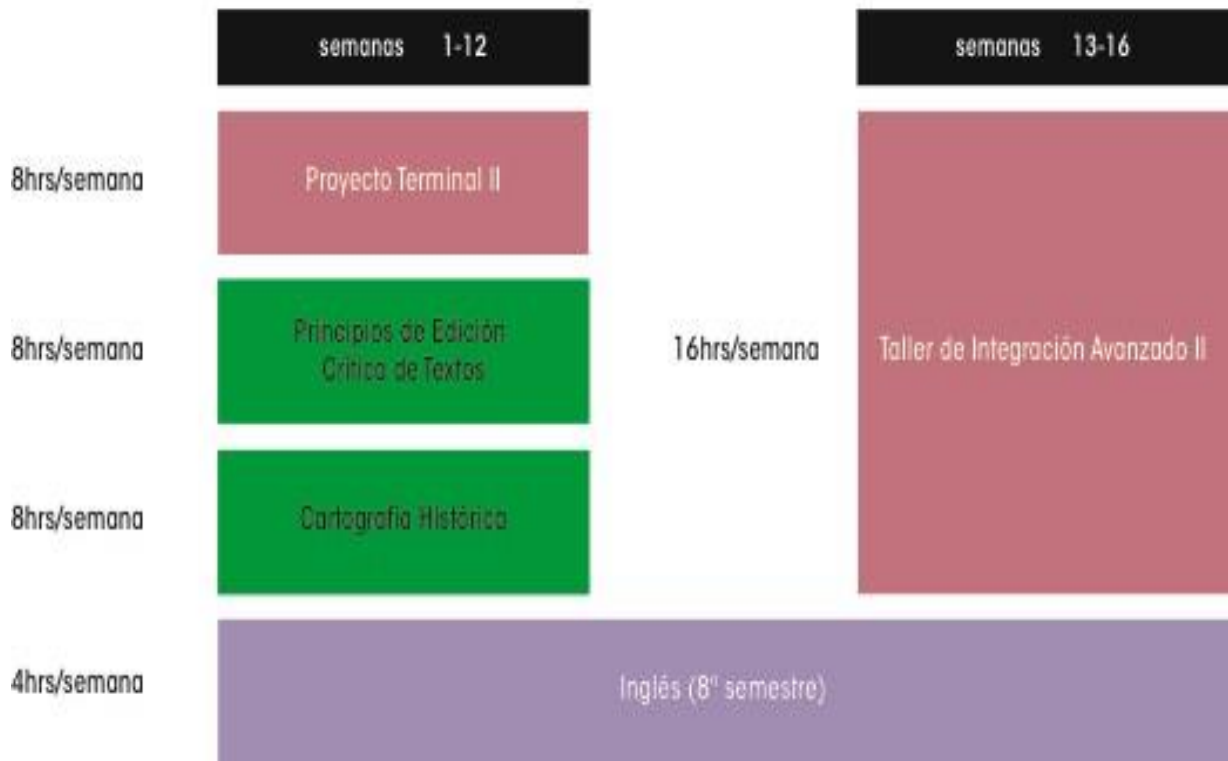 semanas 1-12
semanas 13-16
8hrs/semana
Proyecto Terminal II
8hrs/semana
Principios de Edición
Crítica de Textos
16hrs/semana
Taller de Integración Avanzado II
8hrs/semana
Cartografía Histórica
4hrs/semana
Inglés (8º semestre)